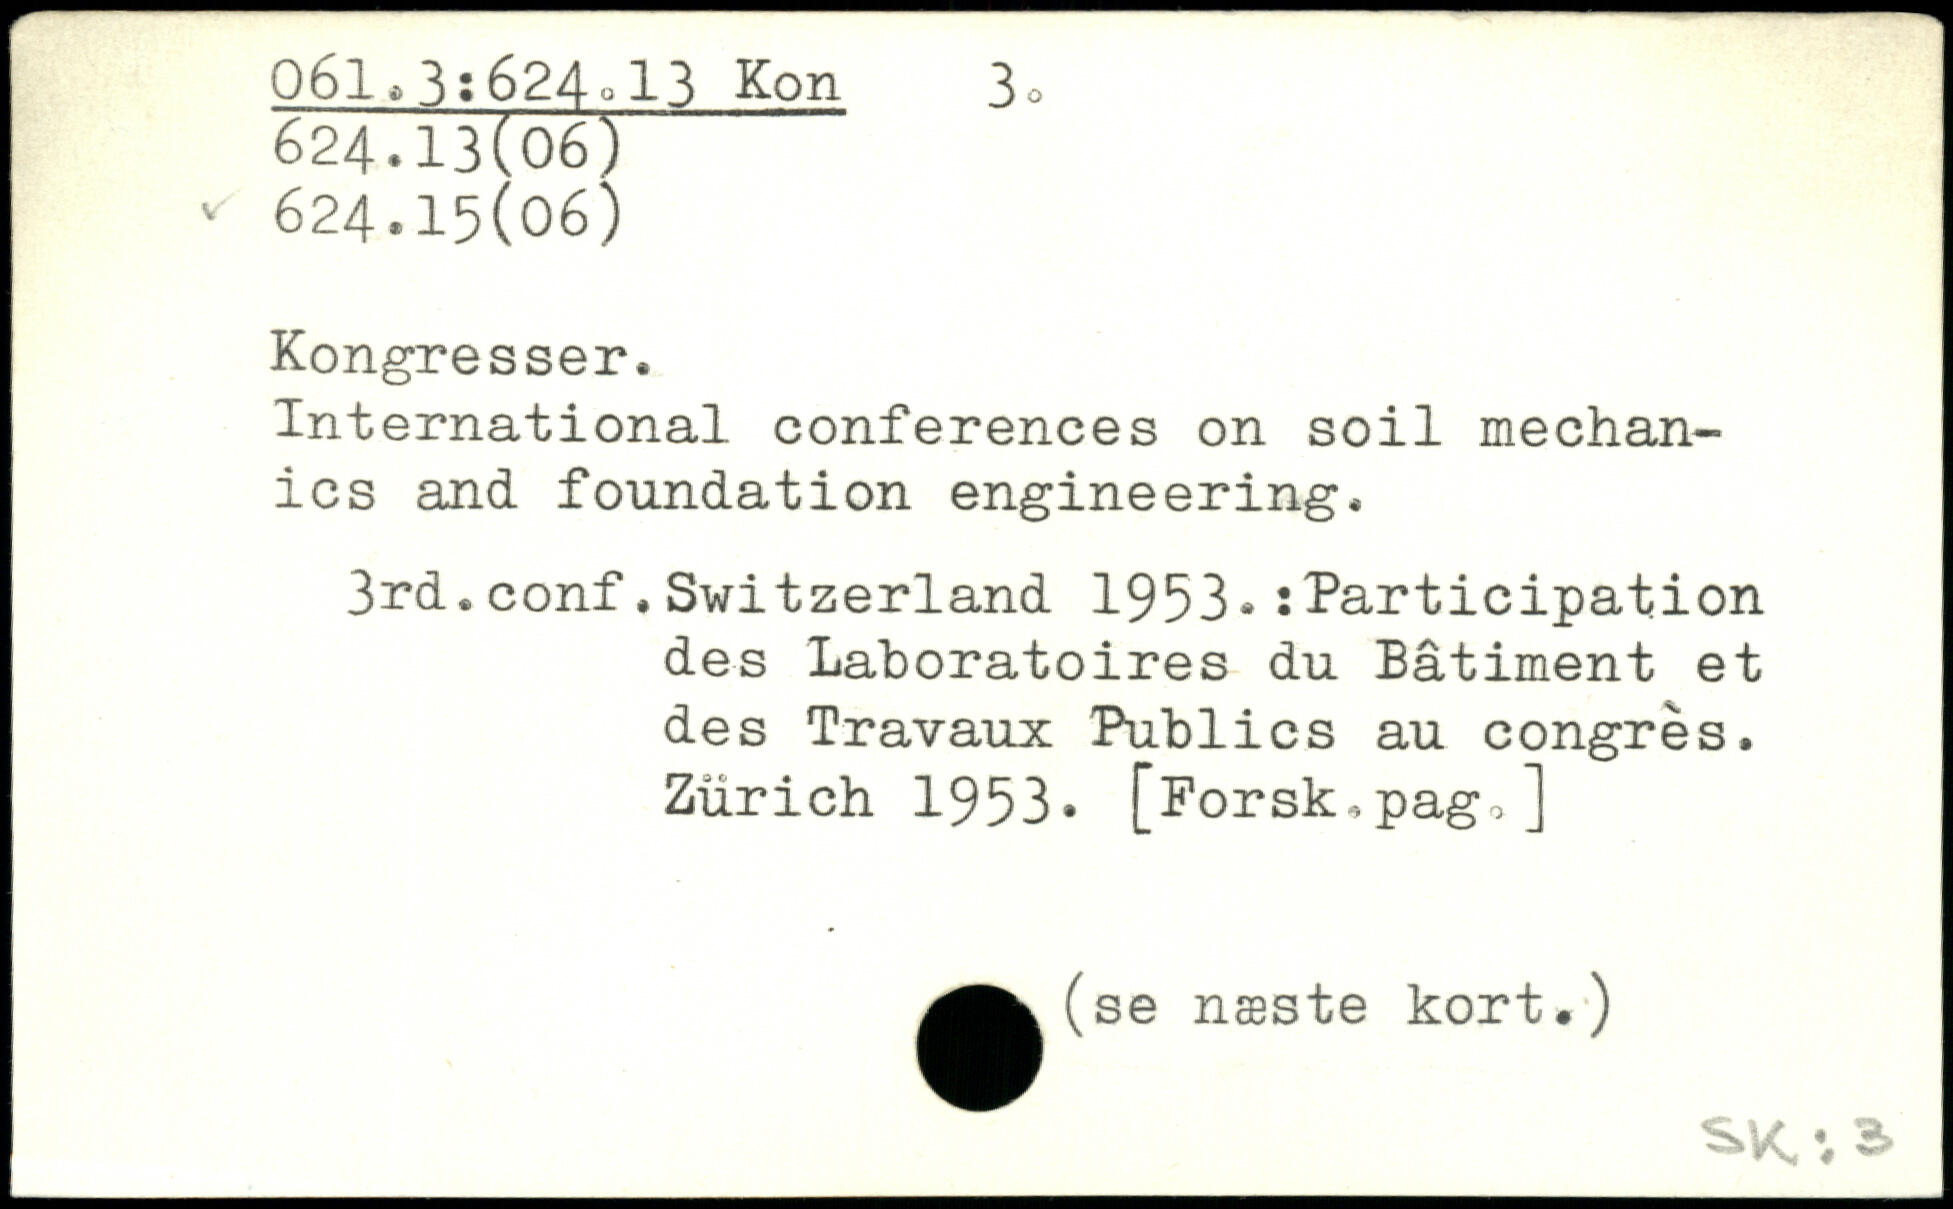 061.3:624.13 Kon 3.
624.13(06)
✓ 624.15(06)
Kongresser.
International conferences on soil mechan-
ics and foundation engineering.
3rd.conf.Switzerland 1953.:Participation
des Laboratoires du Bâtiment et
des Travaux Publics au congrès.
Zürich 1953. [Forsk.pag.]
(se næste kort.)
SK:3